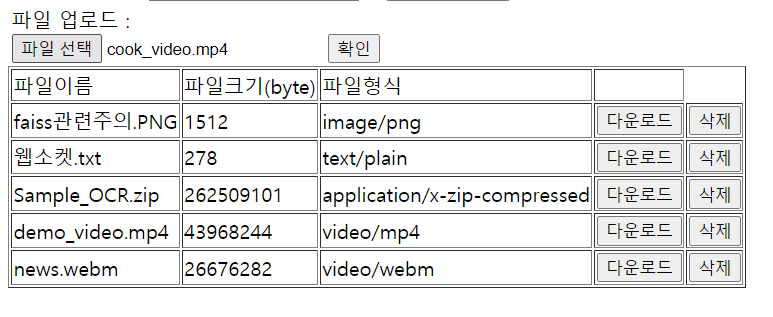 파일 업로드 :
파일 선택 cook_video.mp4 확인
파일이름 파일크기(byte) 파일형식
faiss관련주의.PNG 1512 image/png 다운로드 삭제
웹소켓.txt 278 text/plain 다운로드 삭제
Sample_OCR.zip 262509101 application/x-zip-compressed 다운로드 삭제
demo_video.mp4 43968244 video/mp4 다운로드 삭제
news.webm 26676282 video/webm 다운로드 삭제